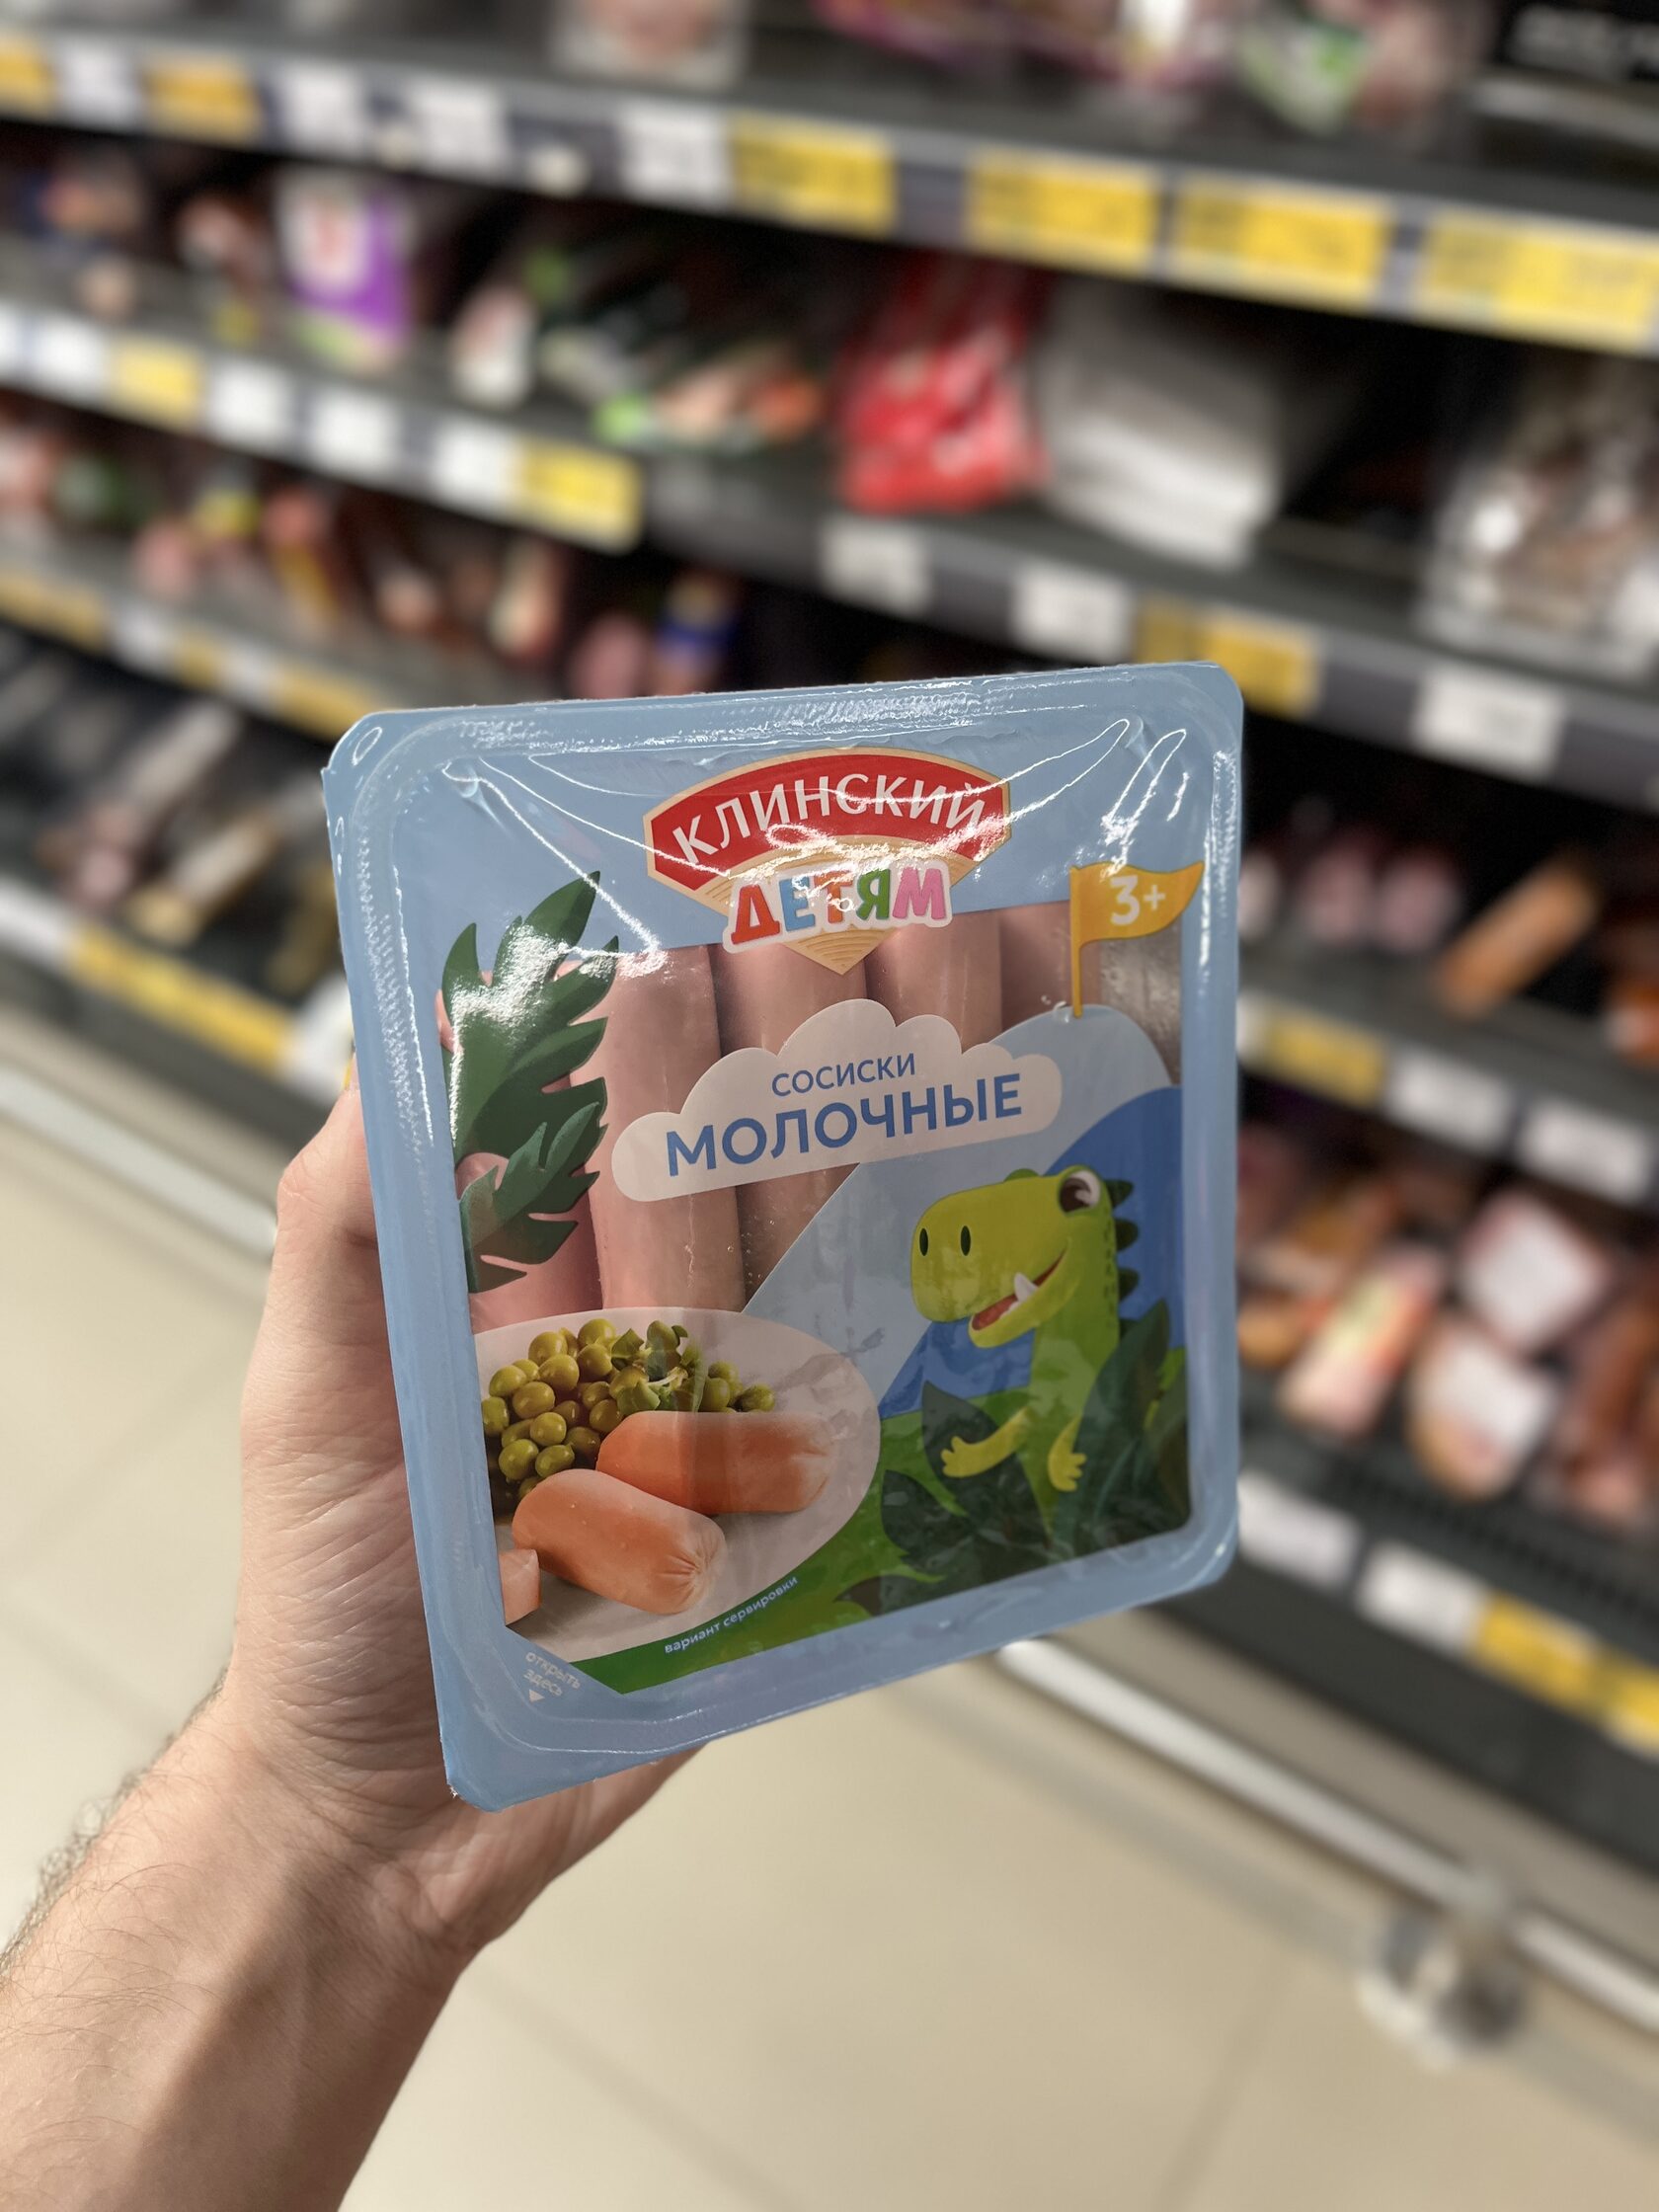 КЛИНСКИЙ
ДЕТЯМ
3+
СОСИСКИ
МОЛОЧНЫЕ
вариант сервировки
открыть
здесь